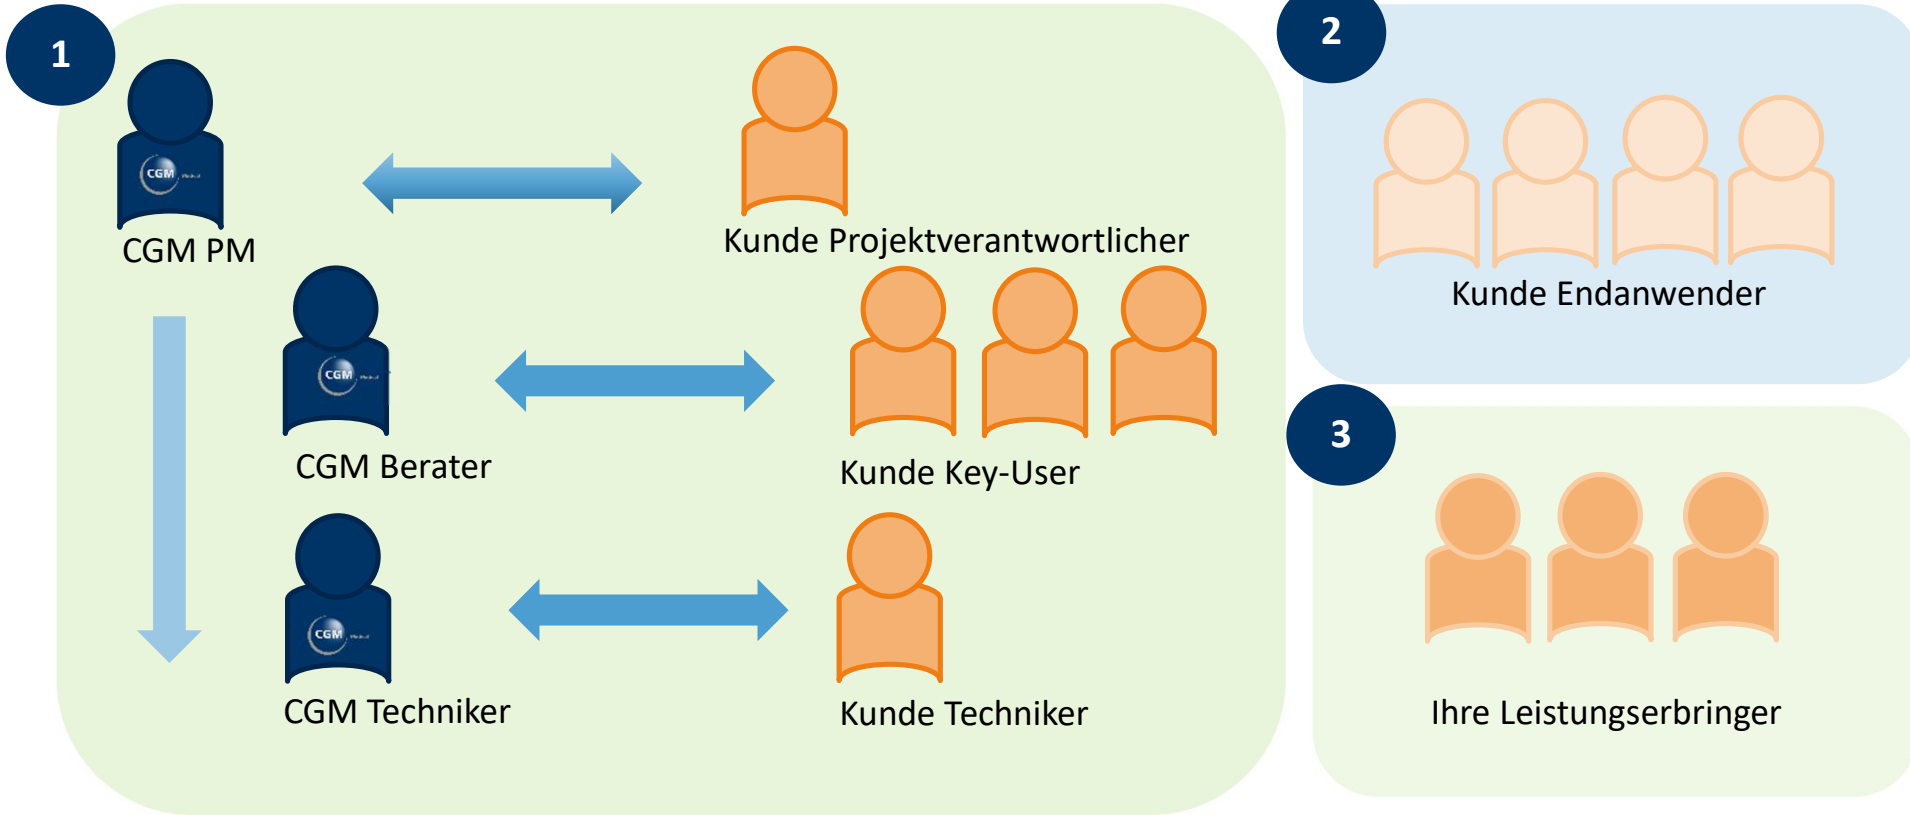 1
CGM
CGM PM
Kunde Projektverantwortlicher
CGM
CGM Berater
Kunde Key-User
CGM
CGM Techniker
Kunde Techniker
2
Kunde Endanwender
3
Ihre Leistungserbringer